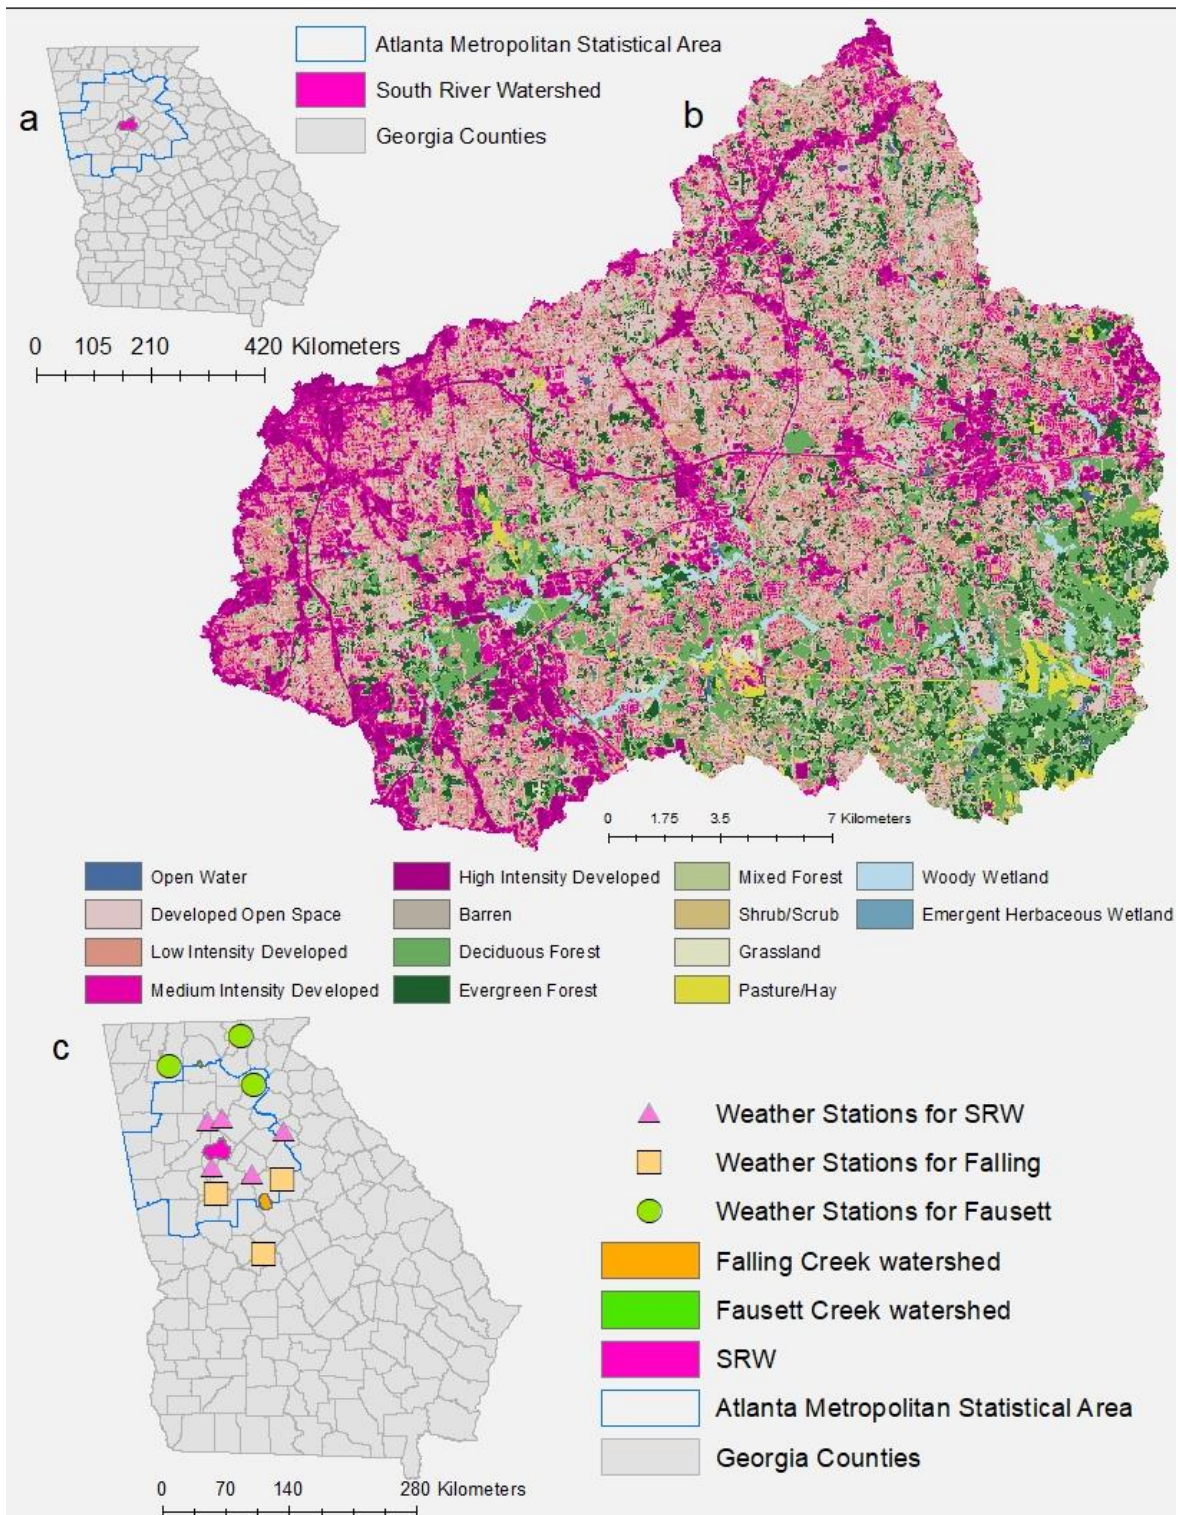 a
Atlanta Metropolitan Statistical Area
South River Watershed
Georgia Counties
b
0 105 210 420 Kilometers
0 1.75 3.5 7 Kilometers
Open Water
High Intensity Developed
Mixed Forest
Woody Wetland
Developed Open Space
Barren
Shrub/Scrub
Emergent Herbaceous Wetland
Low Intensity Developed
Deciduous Forest
Grassland
Medium Intensity Developed
Evergreen Forest
Pasture/Hay
c
Weather Stations for SRW
Weather Stations for Falling
Weather Stations for Fausett
Falling Creek watershed
Fausett Creek watershed
SRW
Atlanta Metropolitan Statistical Area
Georgia Counties
0 70 140 280 Kilometers